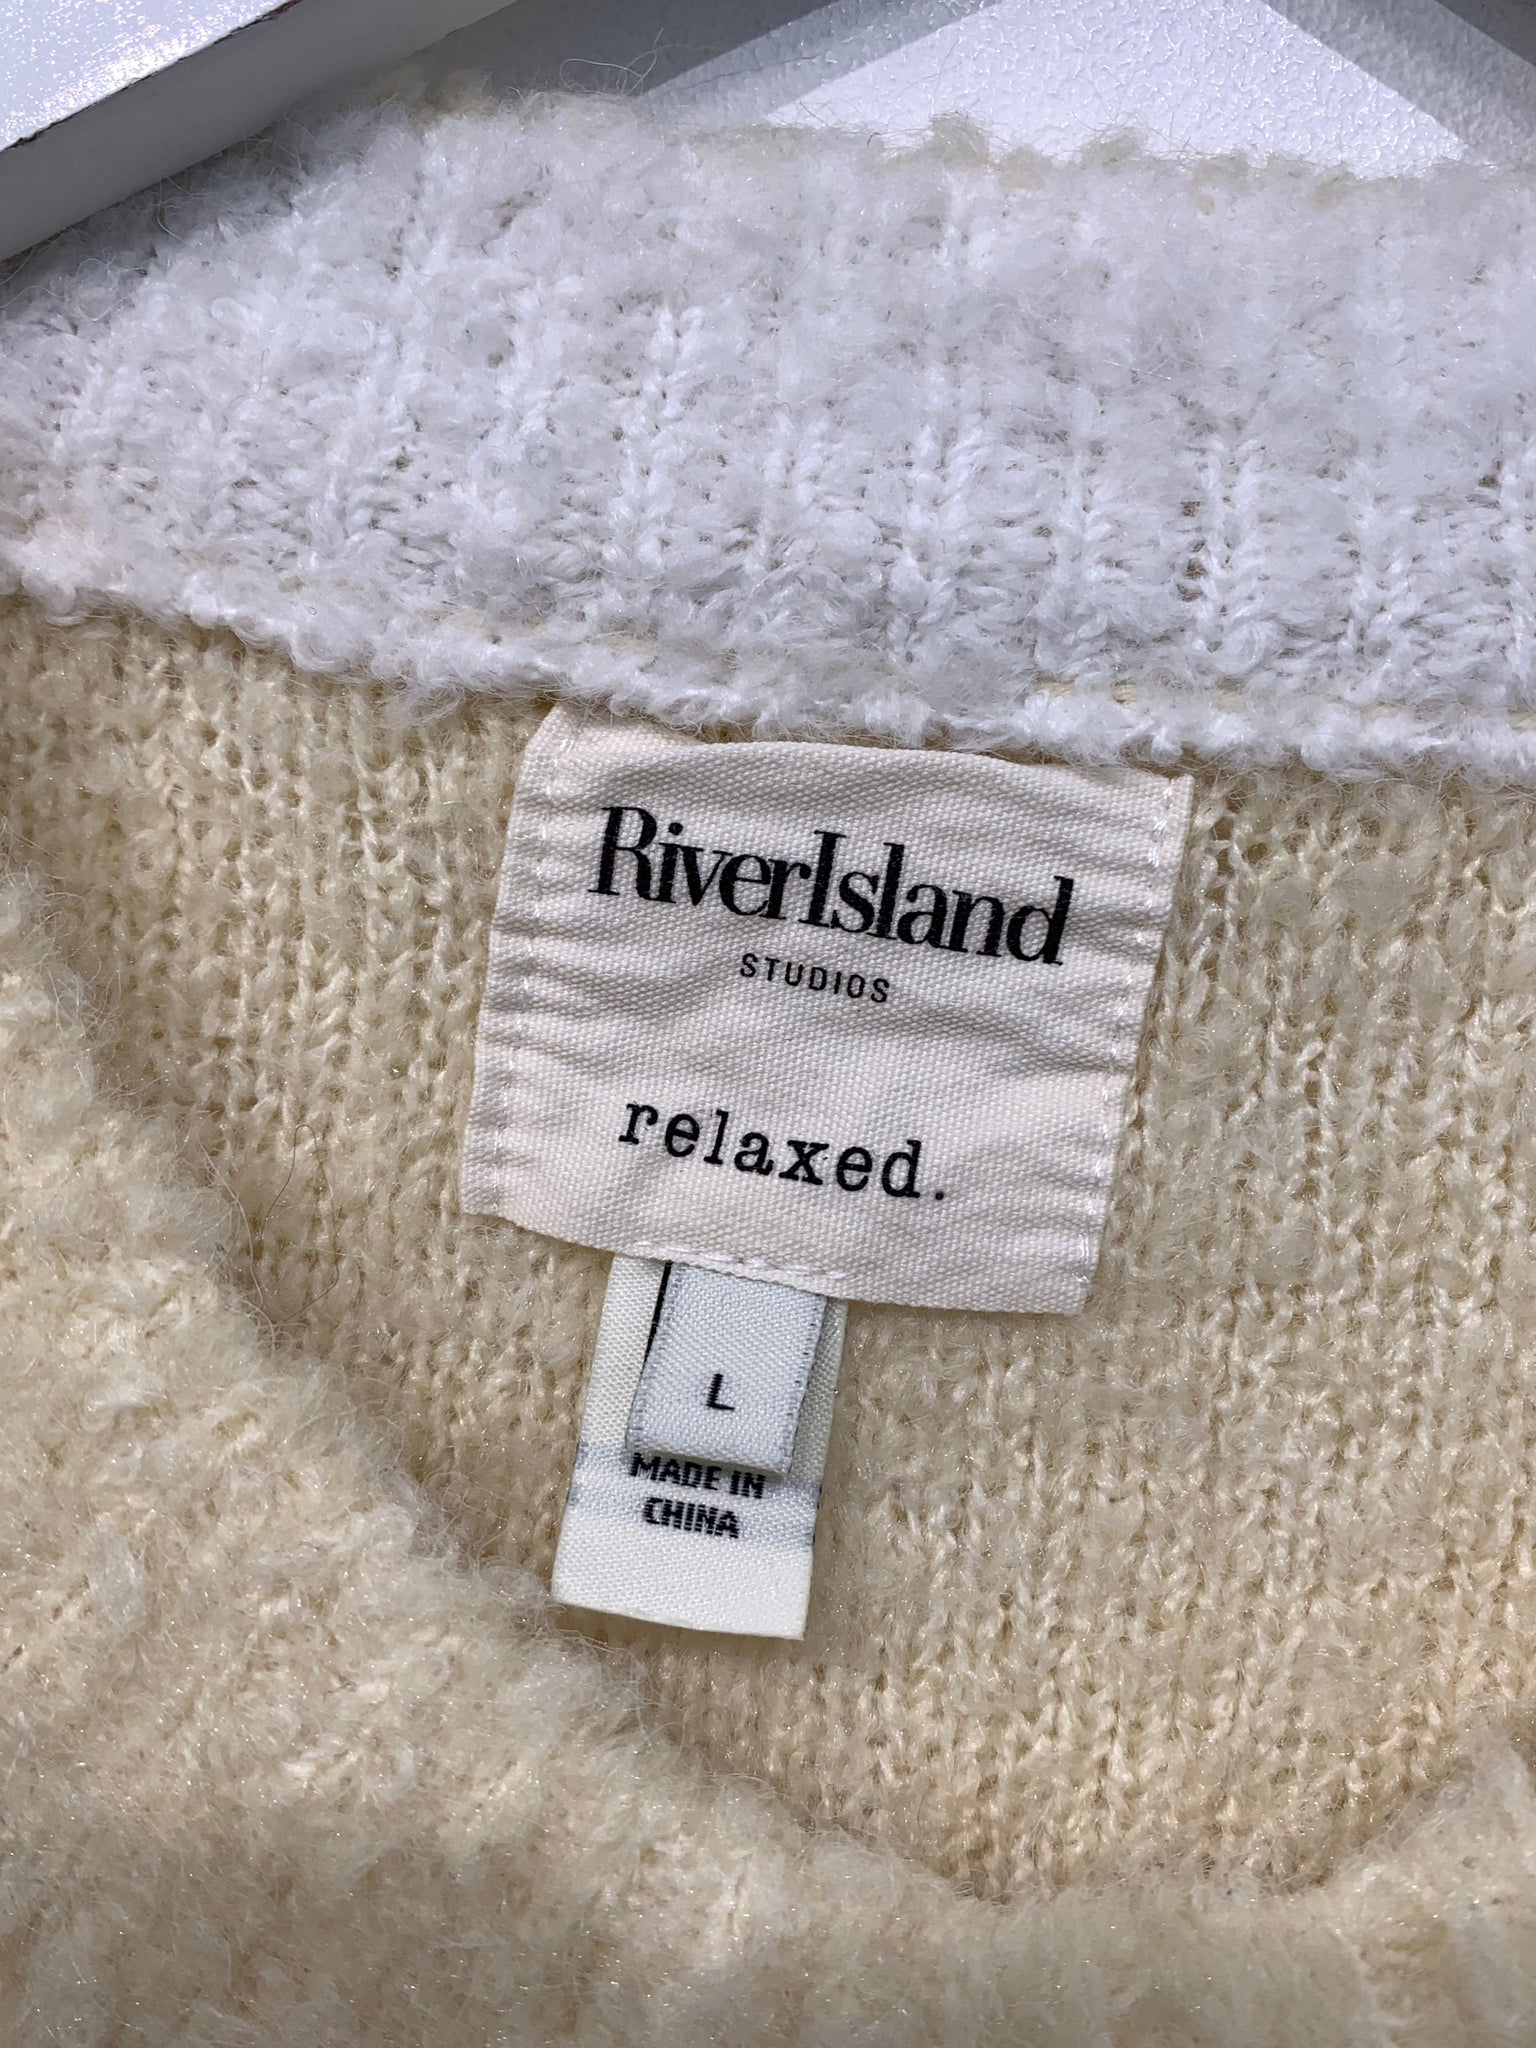 RiverIsland
STUDIOS
relaxed.
L
MADE IN
CHINA